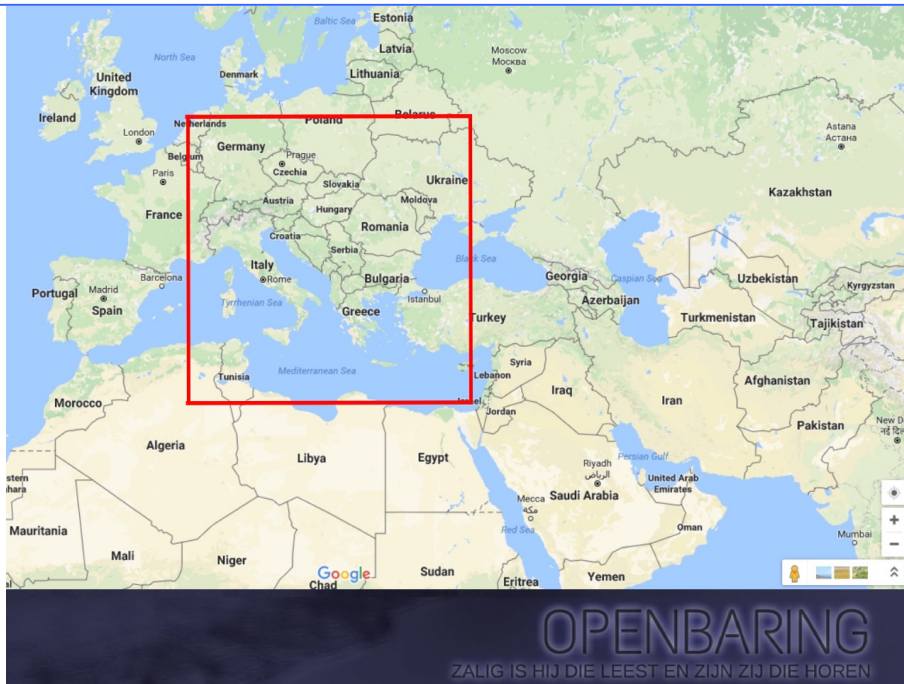 Baltic Sea
Estonia
Latvia
Moscow
Москва
North Sea
Denmark
Lithuania
United
Kingdom
Ireland
London
Netherlands
Poland
Belarus
Astana
Астана
Belgium
Germany
Prague
Czechia
Paris
Slovakia
Ukraine
Kazakhstan
Austria
Hungary
Moldova
France
Romania
Croatia
Serbia
Black Sea
Italy
Rome
Barcelona
Bulgaria
Georgia
Caspian Sea
Uzbekistan
Kyrgyzstan
Portugal
Madrid
Spain
Tyrrhenian Sea
Istanbul
Greece
Azerbaijan
Turkey
Turkmenistan
Tajikistan
Mediterranean Sea
Tunisia
Syria
Lebanon
Afghanistan
Morocco
Israel
Iraq
Iran
Jordan
Pakistan
New D
नई दि
Algeria
Libya
Egypt
Persian Gulf
stern
hara
Riyadh
الرياض
United Arab
Emirates
Mecca
مكة
Saudi Arabia
Mauritania
Red Sea
Oman
Mumbai
Mali
Niger
Sudan
Google
Chad
Eritrea
Yemen
al
OPENBARING
ZALIG IS HIJ DIE LEEST EN ZIJN ZIJ DIE HOREN